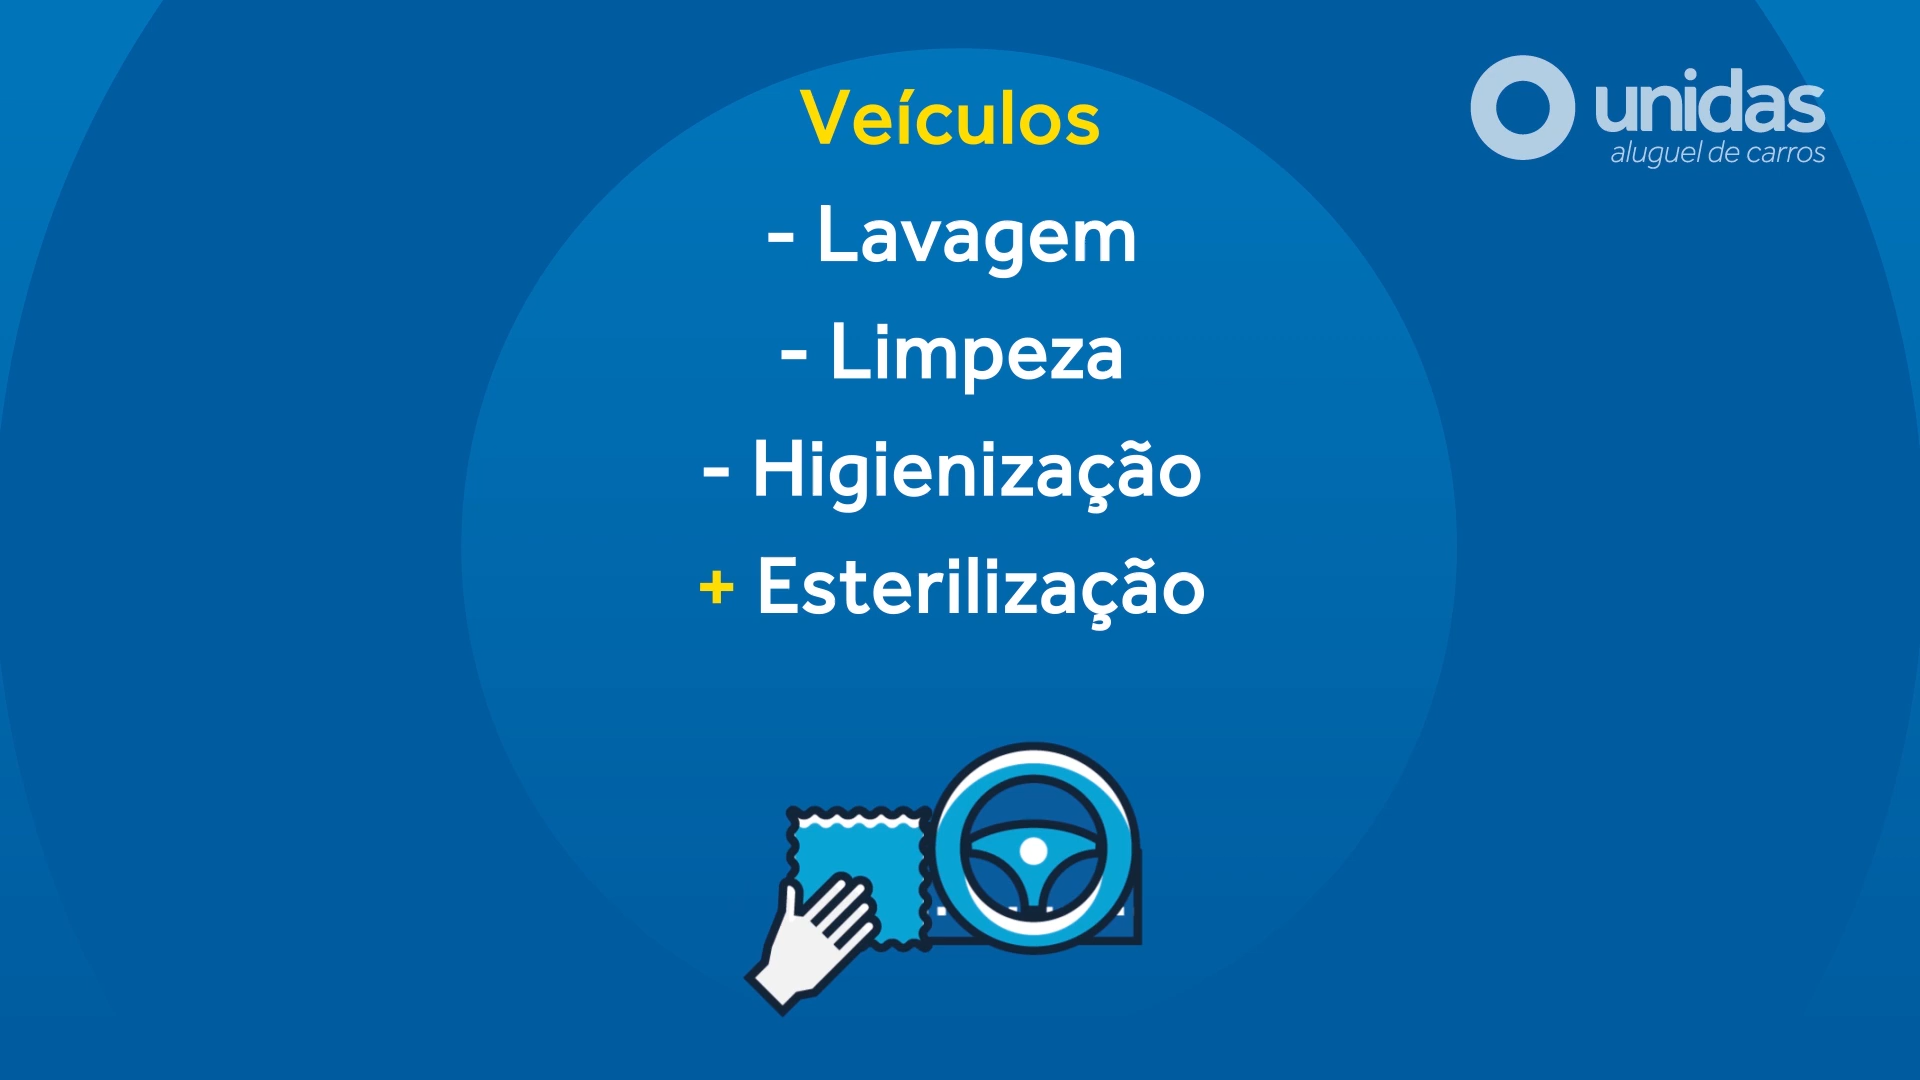 Veículos
unidas
aluguel de carros
- Lavagem
- Limpeza
- Higienização
+ Esterilização